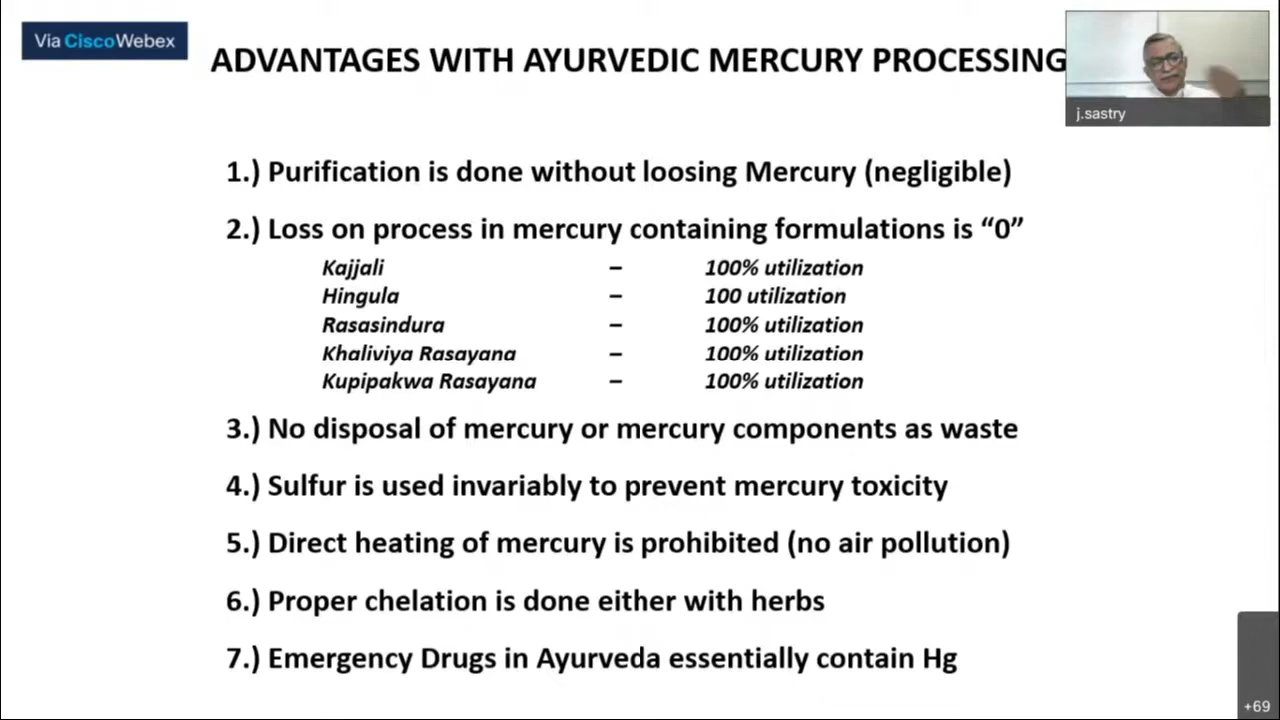 Via Cisco Webex
ADVANTAGES WITH AYURVEDIC MERCURY PROCESSING
j.sastry
1.) Purification is done without loosing Mercury (negligible)
2.) Loss on process in mercury containing formulations is “0”
Kajjali – 100% utilization
Hingula – 100 utilization
Rasasindura – 100% utilization
Khaliviya Rasayana – 100% utilization
Kupipakwa Rasayana – 100% utilization
3.) No disposal of mercury or mercury components as waste
4.) Sulfur is used invariably to prevent mercury toxicity
5.) Direct heating of mercury is prohibited (no air pollution)
6.) Proper chelation is done either with herbs
7.) Emergency Drugs in Ayurveda essentially contain Hg
+69